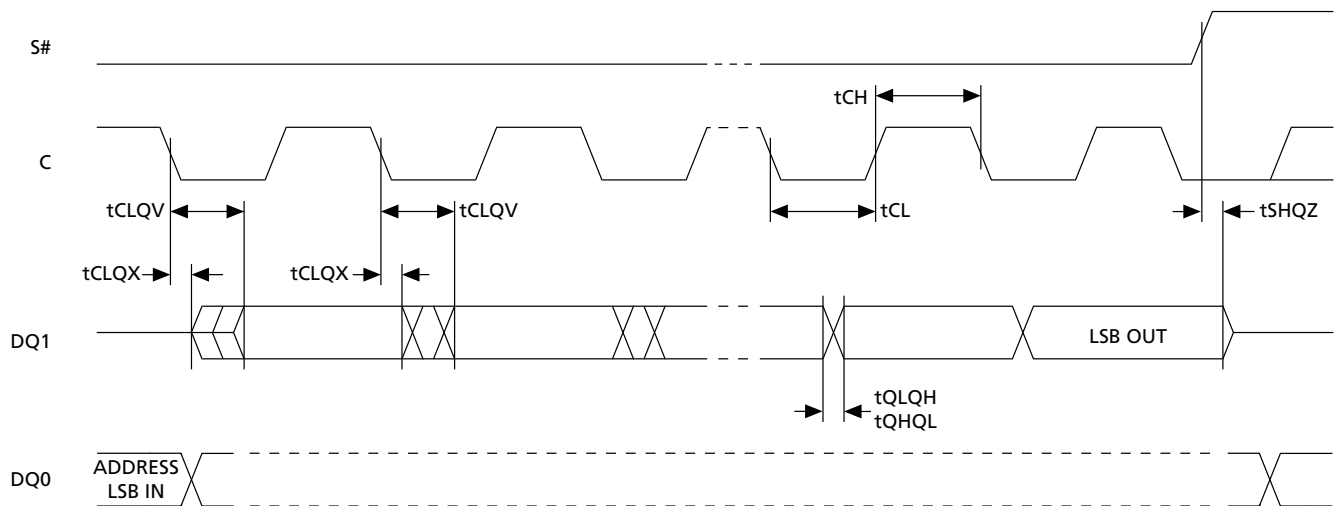 S#
tCH
C
tCLQV
tCLQV
tCL
tSHQZ
tCLQX
tCLQX
DQ1
LSB OUT
tQLQH
tQHQL
DQ0
ADDRESS
LSB IN